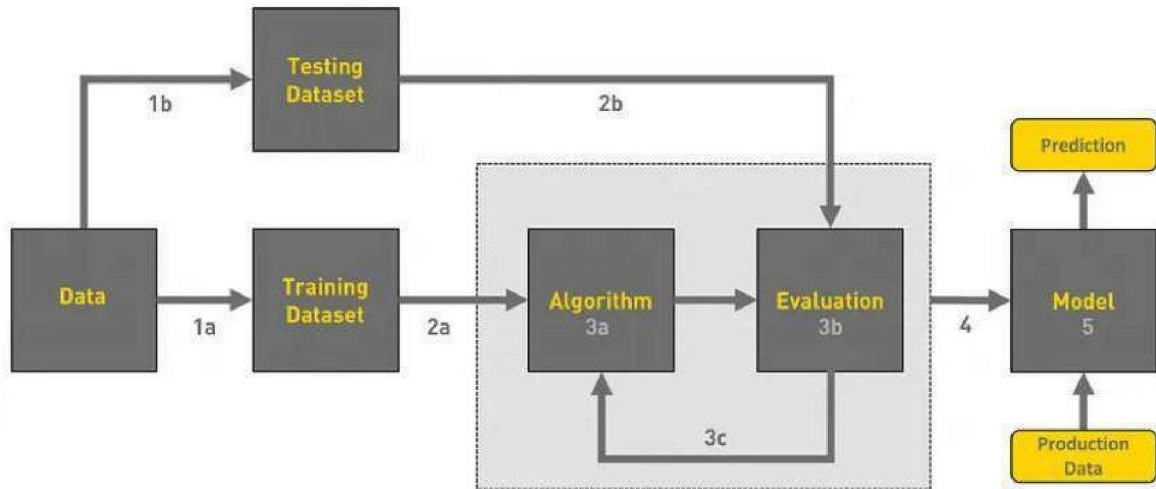 Testing
Dataset
1b
2b
Prediction
Data
Training
Dataset
Algorithm
3a
Evaluation
3b
Model
5
1a
2a
4
3c
Production
Data